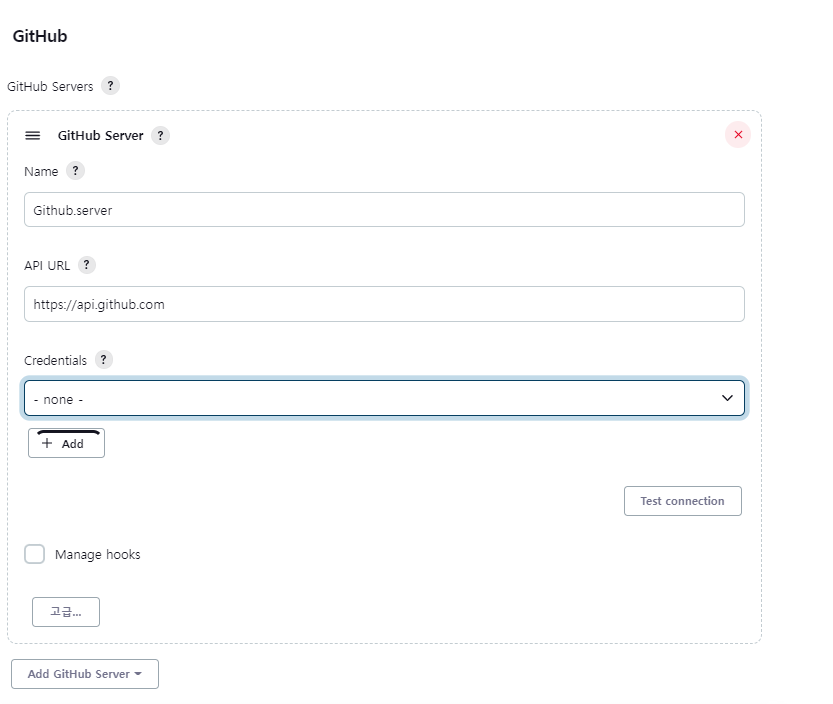 GitHub
GitHub Servers ?
GitHub Server ?
Name ?
Github.server
API URL ?
https://api.github.com
Credentials ?
- none -
+ Add
Test connection
Manage hooks
고급...
Add GitHub Server